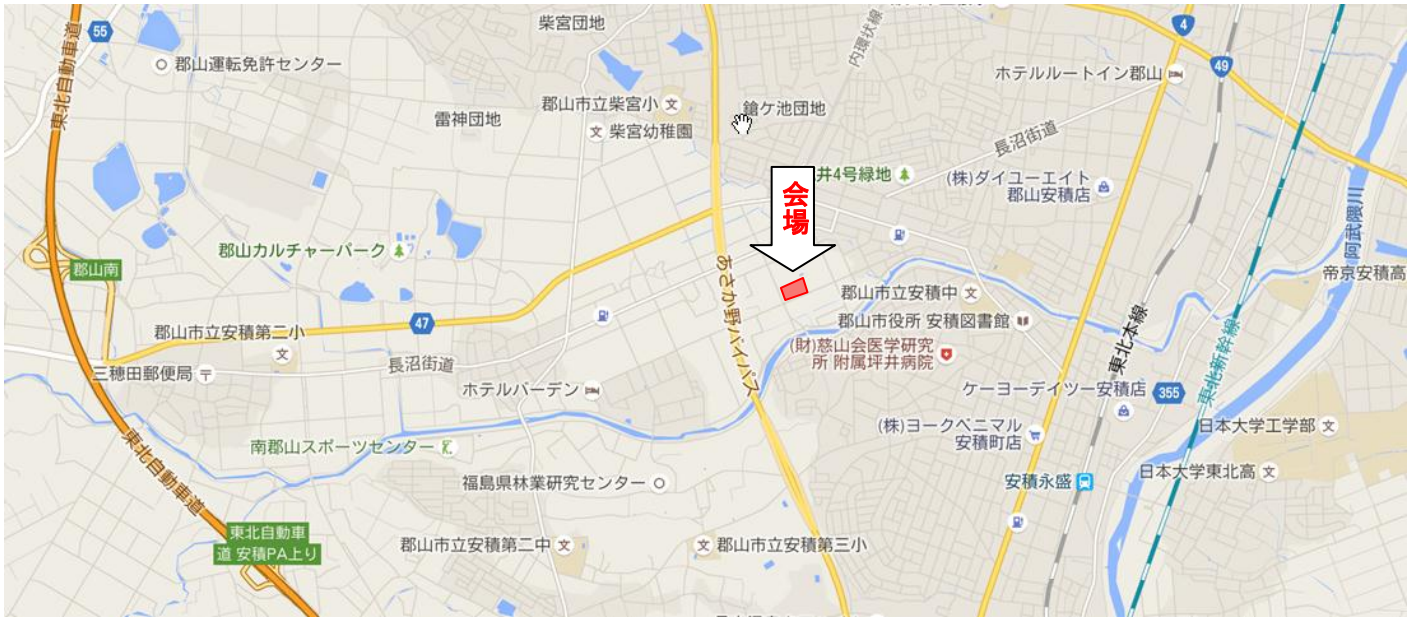 55
柴宮団地
内環状線
4
49
郡山運転免許センター
ホテルルートイン郡山
東北自動車道
雷神団地
郡山市立柴宮小
文
文
柴宮幼稚園
鎗ケ池団地
長沼街道
会場
井4号緑地
(株)ダイユーエイト
郡山安積店
阿武隈川
郡山カルチャーパーク
郡山南
あさか野バイパス
帝京安積高
郡山市立安積中
文
郡山市役所 安積図書館
47
郡山市立安積第二小
文
(財)慈山会医学研究
所 附属坪井病院
東北本線
東北新幹線
長沼街道
三穂田郵便局
〒
ホテルバーデン
ケーヨーデイツー安積店
355
(株)ヨークベニマル
安積町店
日本大学工学部
文
南郡山スポーツセンター
東北自動車道
福島県林業研究センター
安積永盛
日本大学東北高
文
東北自動車
道 安積PA上り
郡山市立安積第二中
文
文
郡山市立安積第三小